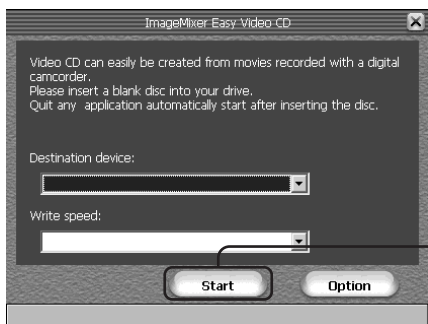 ImageMixer Easy Video CD
Video CD can easily be created from movies recorded with a digital
camcorder.
Please insert a blank disc into your drive.
Quit any application automatically start after inserting the disc.
Destination device:
Write speed:
Start
Option